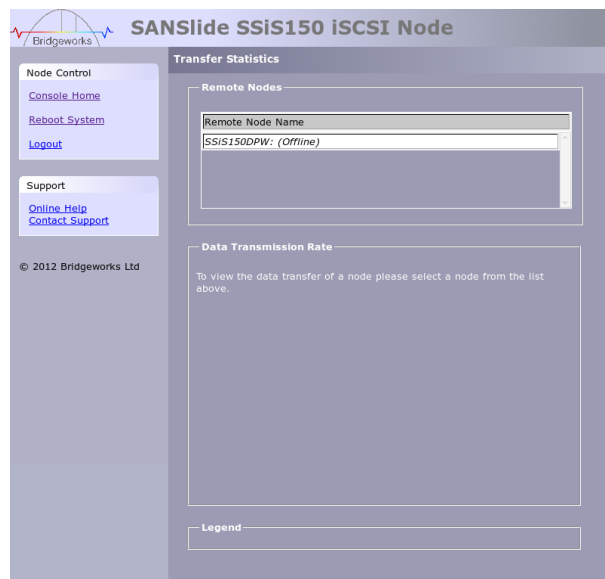 Bridgeworks
SANSlide SSiS150 iSCSI Node
Node Control
Console Home
Reboot System
Logout
Support
Online Help
Contact Support
© 2012 Bridgeworks Ltd
Transfer Statistics
Remote Nodes
Remote Node Name
SSiS150DPW: (Offline)
Data Transmission Rate
To view the data transfer of a node please select a node from the list
above.
Legend